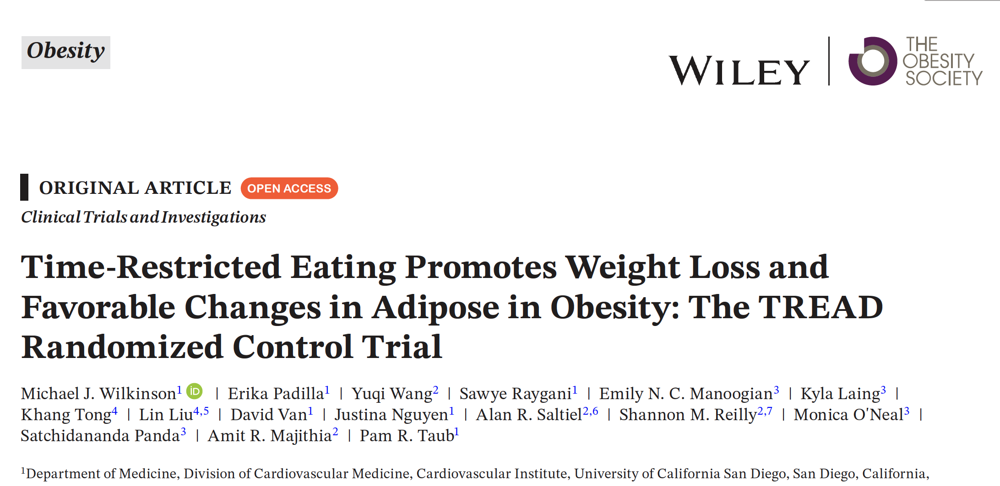 Obesity
WILEY
THE
OBESITY
SOCIETY
ORIGINAL ARTICLE OPEN ACCESS
Clinical Trials and Investigations
Time-Restricted Eating Promotes Weight Loss and
Favorable Changes in Adipose in Obesity: The TREAD
Randomized Control Trial
Michael J. Wilkinson1 iD | Erika Padilla1 | Yuqi Wang2 | Sawye Raygani1 | Emily N. C. Manoogian3 | Kyla Laing3 |
Khang Tong4 | Lin Liu4,5 | David Van1 | Justina Nguyen1 | Alan R. Saltiel2,6 | Shannon M. Reilly2,7 | Monica O'Neal3 |
Satchidananda Panda3 | Amit R. Majithia2 | Pam R. Taub1
1Department of Medicine, Division of Cardiovascular Medicine, Cardiovascular Institute, University of California San Diego, San Diego, California,